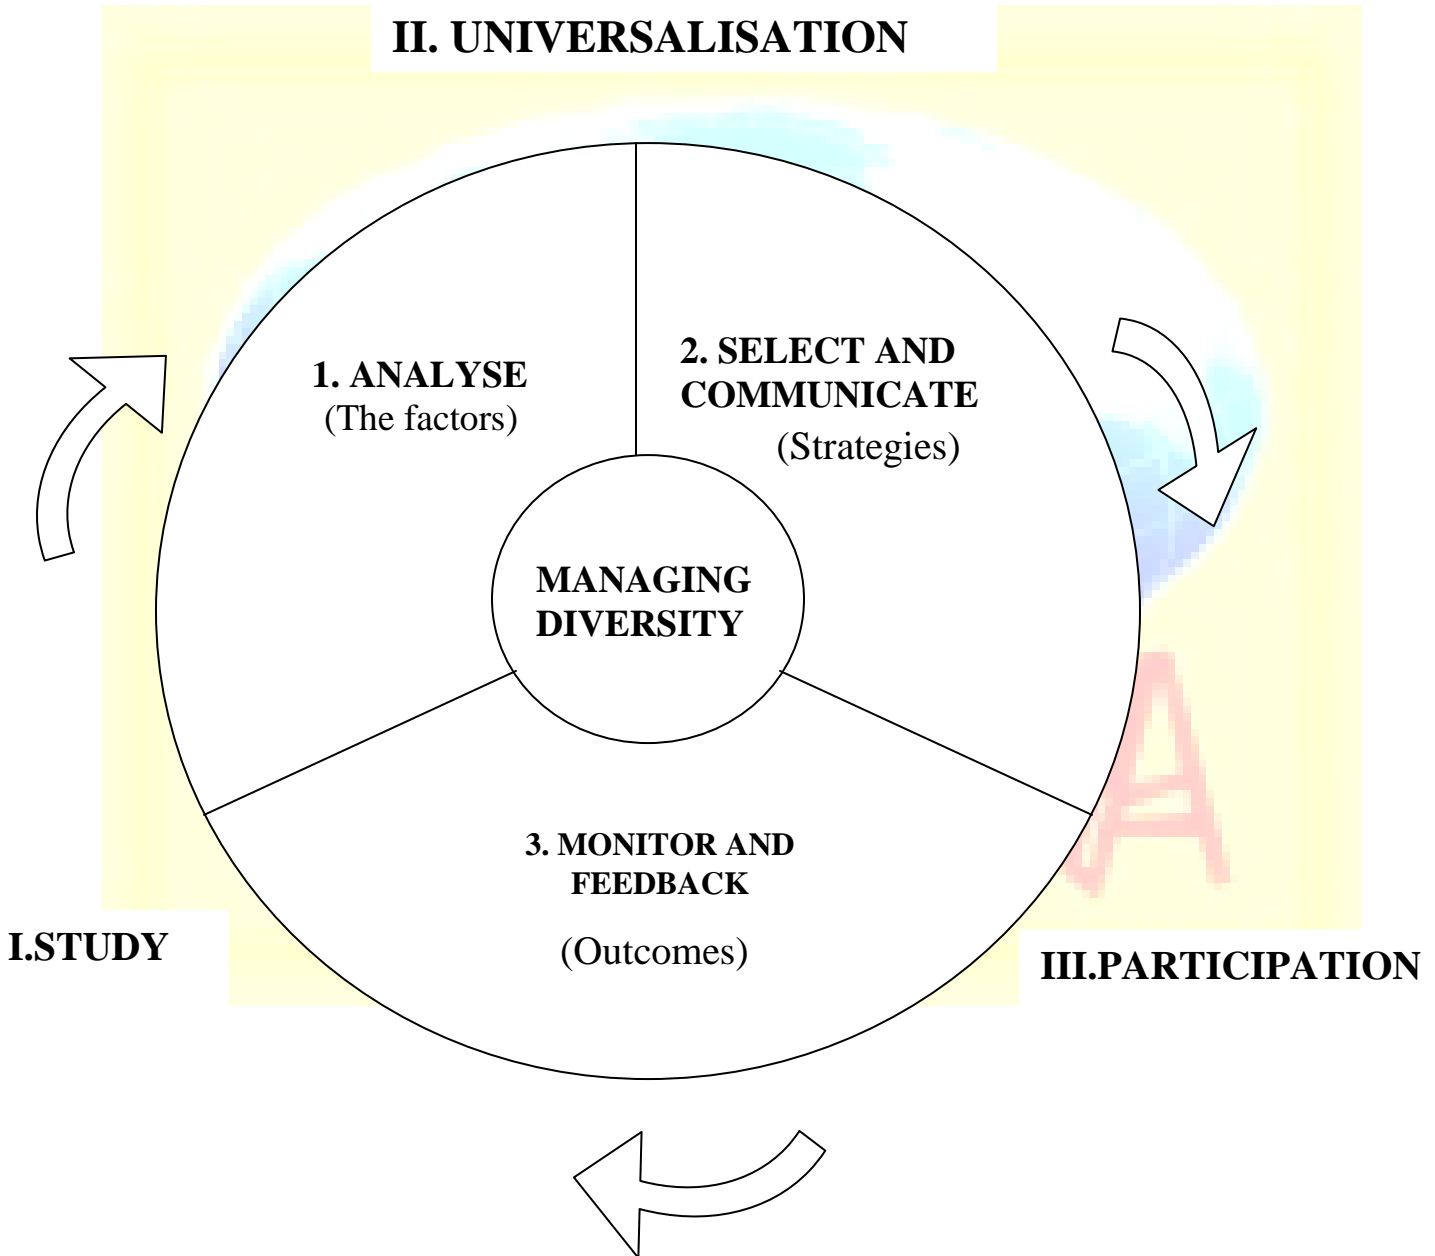 II. UNIVERSALISATION
1. ANALYSE
(The factors)
2. SELECT AND
COMMUNICATE
(Strategies)
MANAGING
DIVERSITY
3. MONITOR AND
FEEDBACK
(Outcomes)
I.STUDY
III.PARTICIPATION
A